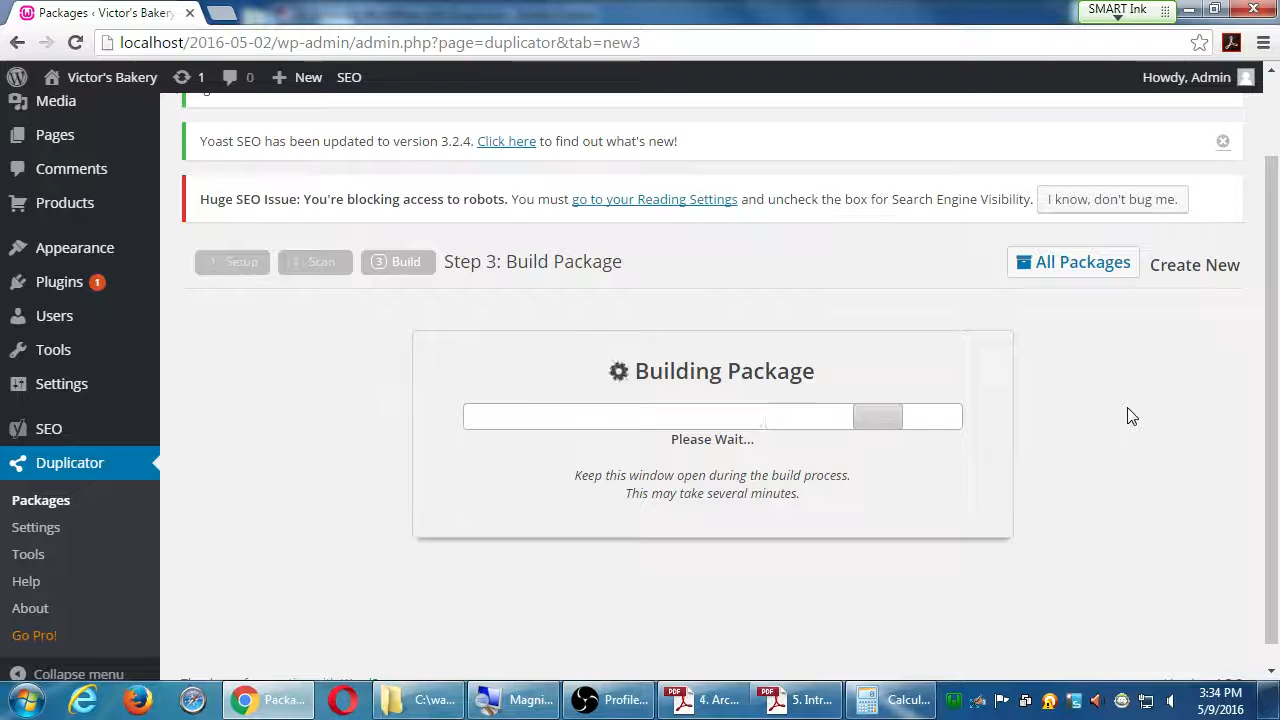 Packages ‹ Victor's Bakery
SMART Ink
localhost/2016-05-02/wp-admin/admin.php?page=duplicator&tab=new3
Victor's Bakery
1
0
New
SEO
Howdy, Admin
Media
Pages
Comments
Products
Appearance
Plugins 1
Users
Tools
Settings
SEO
Duplicator
Packages
Settings
Tools
Help
About
Go Pro!
Collapse menu
Yoast SEO has been updated to version 3.2.4. Click here to find out what's new!
Huge SEO Issue: You're blocking access to robots. You must go to your Reading Settings and uncheck the box for Search Engine Visibility. I know, don't bug me.
1 Setup
Scan
3 Build
Step 3: Build Package
All Packages
Create New
Building Package
Please Wait...
Keep this window open during the build process.
This may take several minutes.
Packa...
C:\wa...
Magni...
Profile...
4. Arc...
5. Intr...
Calcul...
3:34 PM
5/9/2016